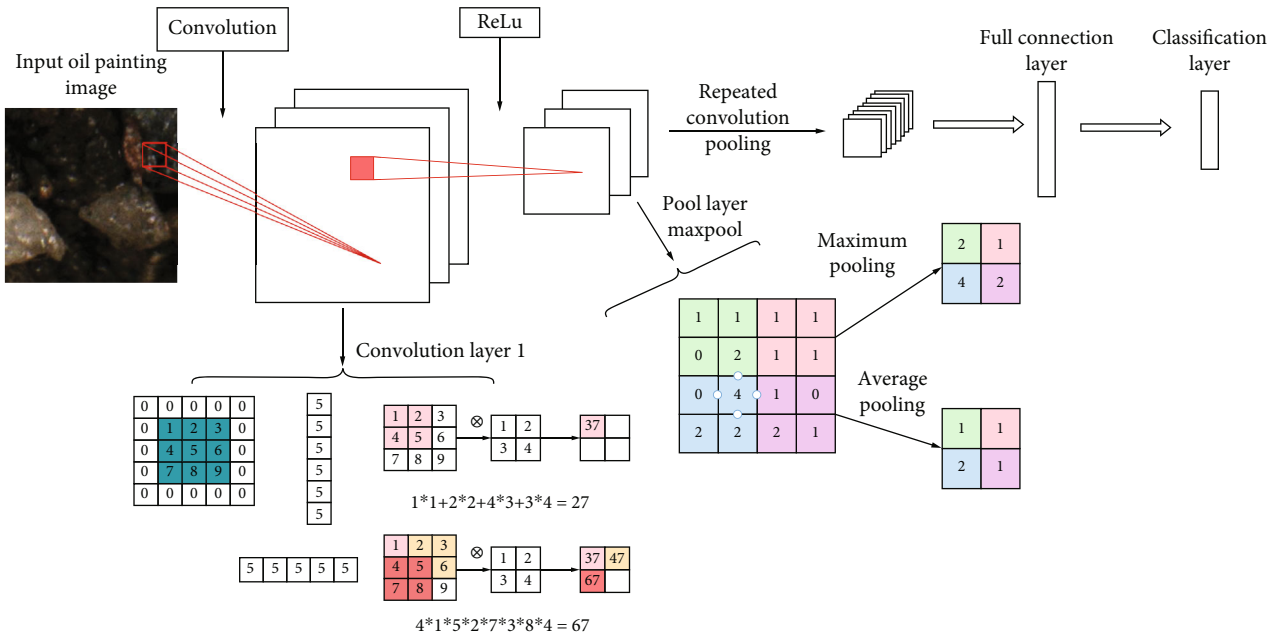 Convolution
ReLu
Input oil painting
image
Full connection
layer
Classification
layer
Repeated
convolution
pooling
Pool layer
maxpool
Maximum
pooling
2 1
4 2
1 1 1 1
0 2 1 1
0 4 1 0
2 2 2 1
Average
pooling
1 1
2 1
Convolution layer 1
0 0 0 0 0
0 1 2 3 0
0 4 5 6 0
0 7 8 9 0
0 0 0 0 0
5
5
5
5
5
5
5
1 2 3
4 5 6
7 8 9
⊗
1 2
3 4
37
1*1+2*2+4*3+3*4 = 27
5 5 5 5 5
1 2 3
4 5 6
7 8 9
⊗
1 2
3 4
37 47
67
4*1*5*2*7*3*8*4 = 67